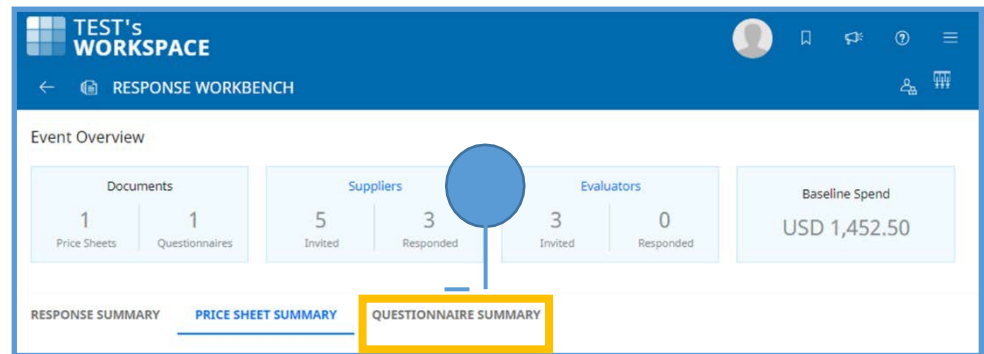 TEST's
WORKSPACE
RESPONSE WORKBENCH
Event Overview
Documents
1 1
Price Sheets Questionnaires
Suppliers
5 3
Invited Responded
Evaluators
3 0
Invited Responded
Baseline Spend
USD 1,452.50
RESPONSE SUMMARY PRICE SHEET SUMMARY QUESTIONNAIRE SUMMARY